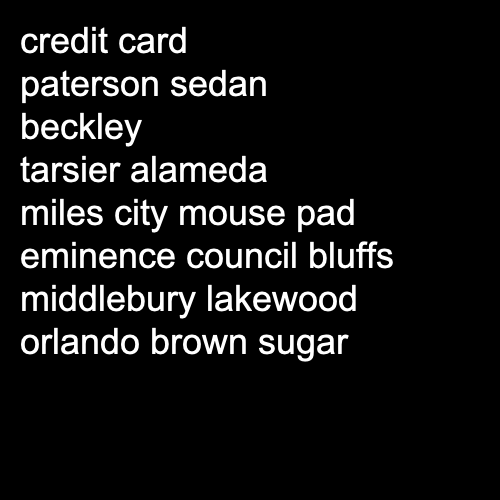 credit card
paterson sedan
beckley
tarsier alameda
miles city mouse pad
eminence council bluffs
middlebury lakewood
orlando brown sugar